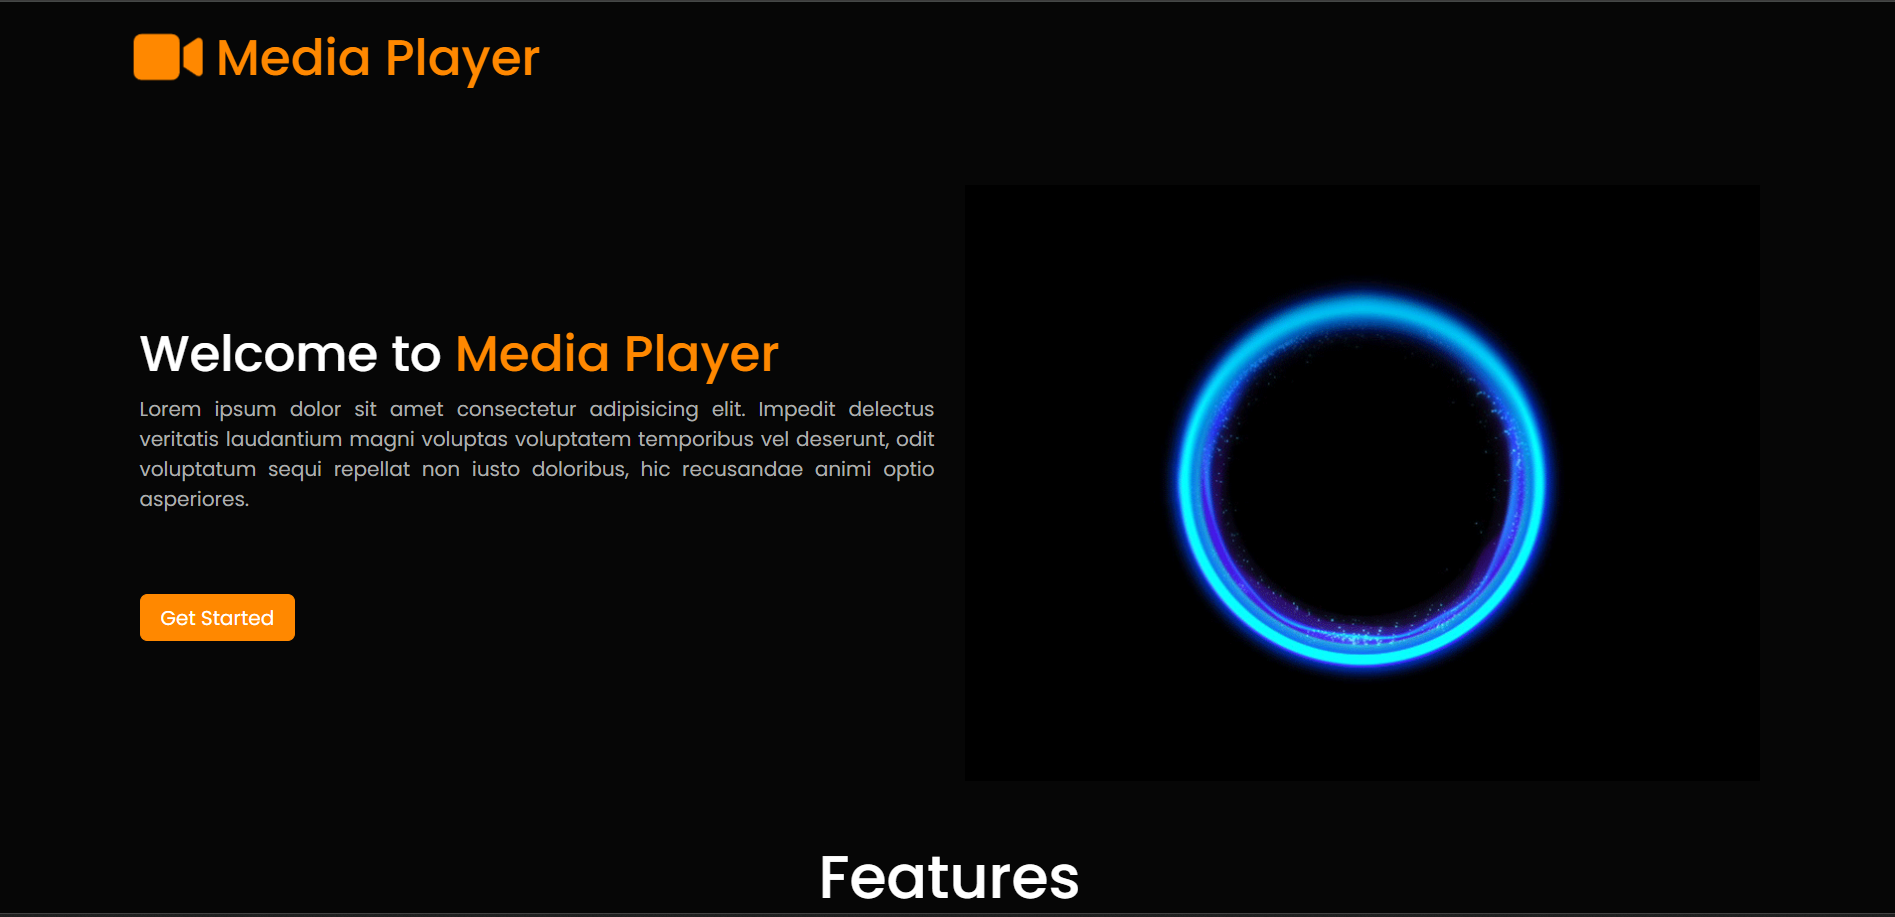 Media Player
Welcome to Media Player
Lorem ipsum dolor sit amet consectetur adipisicing elit. Impedit delectus
veritatis laudantium magni voluptas voluptatem temporibus vel deserunt, odit
voluptatum sequi repellat non iusto doloribus, hic recusandae animi optio
asperiores.
Get Started
Features